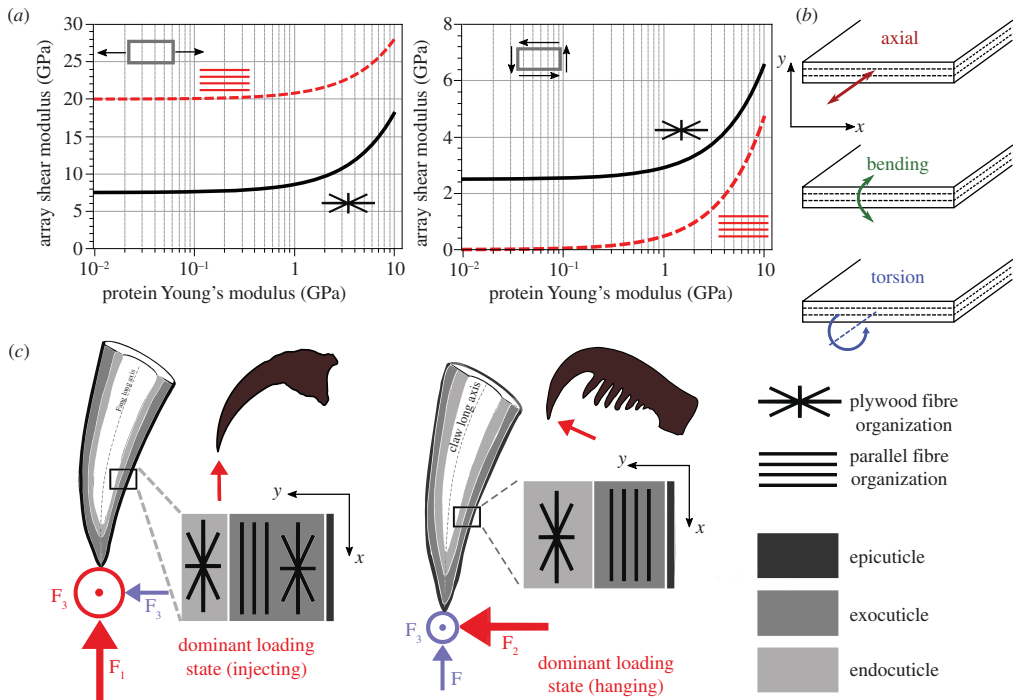 (a)
array shear modulus (GPa)
30
25
20
15
10
5
0
10⁻²
10⁻¹
1
10
protein Young's modulus (GPa)
array shear modulus (GPa)
8
6
4
2
0
10⁻²
10⁻¹
1
10
protein Young's modulus (GPa)
(b)
y
x
axial
bending
torsion
(c)
Fang long axis
y
x
F₃
F₃
F₁
dominant loading
state (injecting)
claw long axis
y
x
F₃
F₂
F
dominant loading
state (hanging)
plywood fibre
organization
parallel fibre
organization
epicuticle
exocuticle
endocuticle